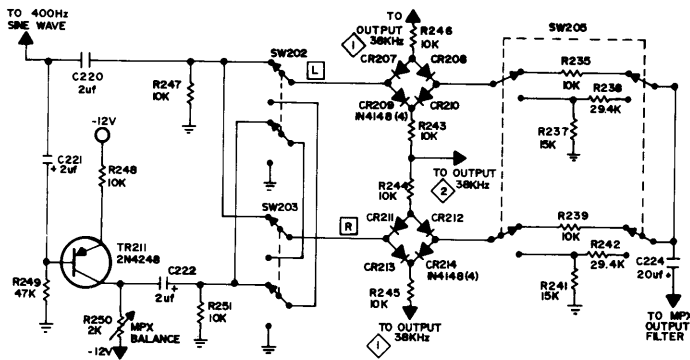 TO 400Hz
SINE WAVE
C220
2uf
R247
10K
SW202
L
TO
OUTPUT
38KHz
1
R246
10K
CR207
CR208
CR209
CR210
IN4148(4)
R243
10K
SW205
R235
10K
R238
29.4K
R237
15K
-12V
C221
+ 2uf
R248
10K
TO OUTPUT
38KHz
2
R244
10K
SW203
R
CR211
CR212
CR213
CR214
IN4148(4)
R239
10K
R242
29.4K
R241
15K
C224
20uf
+
TR211
2N4248
C222
2uf +
R249
47K
R250
2K
MPX
BALANCE
-12V
R251
10K
R245
10K
1
TO OUTPUT
38KHz
TO MPX
OUTPUT
FILTER